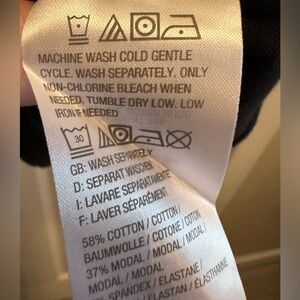 MACHINE WASH COLD GENTLE
CYCLE. WASH SEPARATELY. ONLY
NON-CHLORINE BLEACH WHEN
NEEDED, TUMBLE DRY LOW. LOW
IRON IF NEEDED
30
GB: WASH SEPARATELY
D: SEPARAT WASCHEN
I: LAVARE SEPARATAMENTE
F: LAVER SÉPARÉMENT
58% COTTON / COTTON /
BAUMWOLLE / COTONE / COTON
37% MODAL / MODAL / MODAL /
MODAL / MODAL
SPANDEX / ELASTANE /
ELASTAN / ÉLASTHANNE